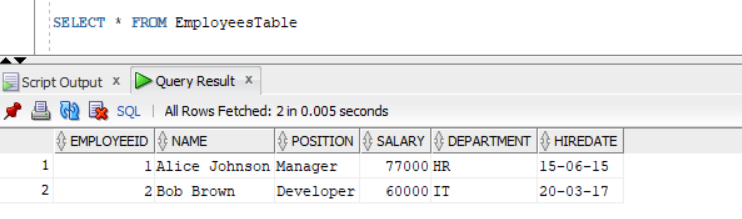 SELECT * FROM EmployeesTable
Script Output x Query Result x
SQL | All Rows Fetched: 2 in 0.005 seconds
EMPLOYEEID NAME POSITION SALARY DEPARTMENT HIREDATE
1 1 Alice Johnson Manager 77000 HR 15-06-15
2 2 Bob Brown Developer 60000 IT 20-03-17